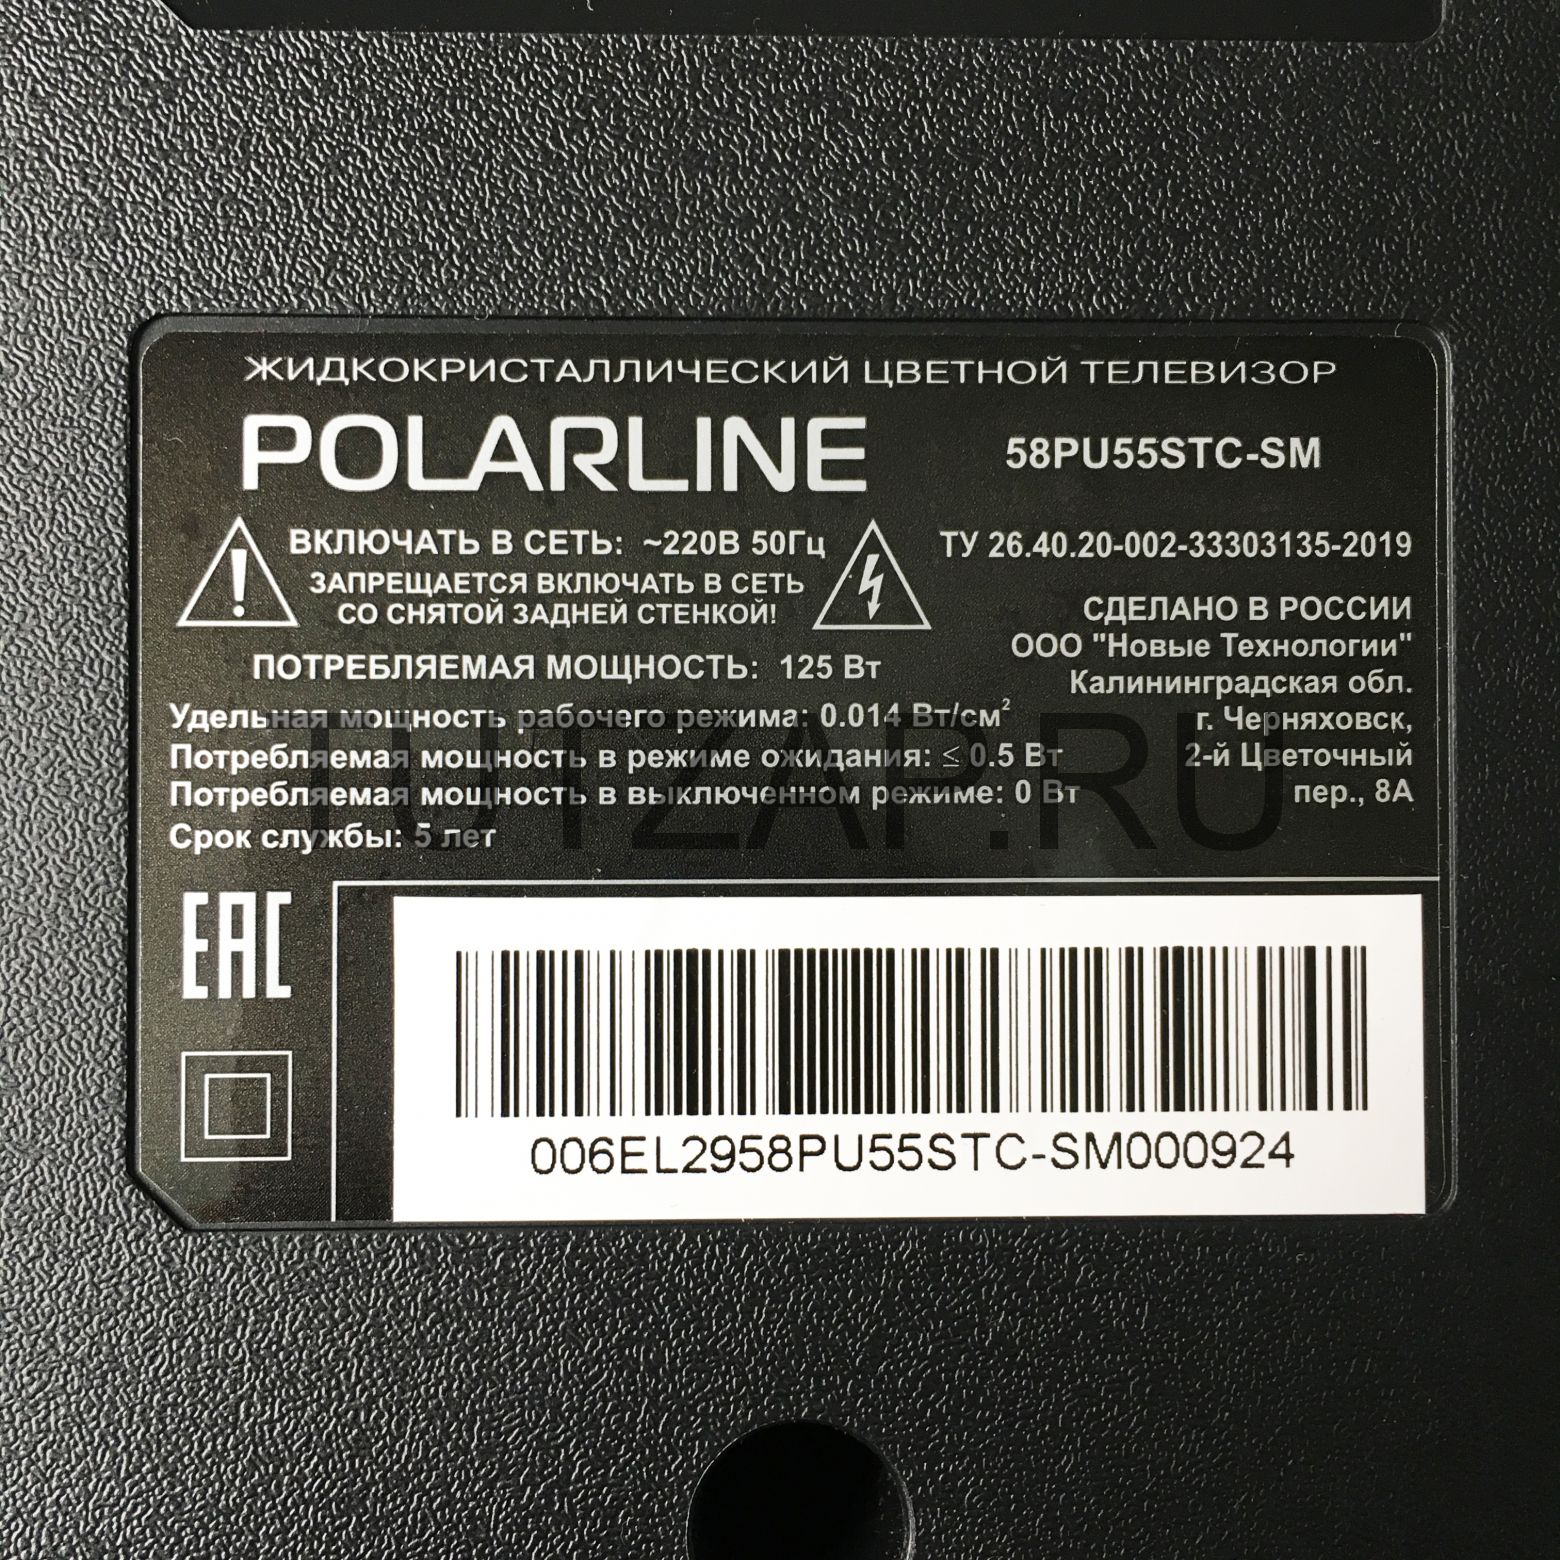 ЖИДКОКРИСТАЛЛИЧЕСКИЙ ЦВЕТНОЙ ТЕЛЕВИЗОР
POLARLINE
58PU55STC-SM
ВКЛЮЧАТЬ В СЕТЬ: ~220В 50Гц
ЗАПРЕЩАЕТСЯ ВКЛЮЧАТЬ В СЕТЬ
СО СНЯТОЙ ЗАДНЕЙ СТЕНКОЙ!
ПОТРЕБЛЯЕМАЯ МОЩНОСТЬ: 125 Вт
Удельная мощность рабочего режима: 0.014 Вт/см²
Потребляемая мощность в режиме ожидания: ≤ 0.5 Вт
Потребляемая мощность в выключенном режиме: 0 Вт
Срок службы: 5 лет
ТУ 26.40.20-002-33303135-2019
СДЕЛАНО В РОССИИ
ООО "Новые Технологии"
Калининградская обл.
г. Черняховск,
2-й Цветочный
пер., 8А
TUTZAP.RU
EAC
006EL2958PU55STC-SM000924